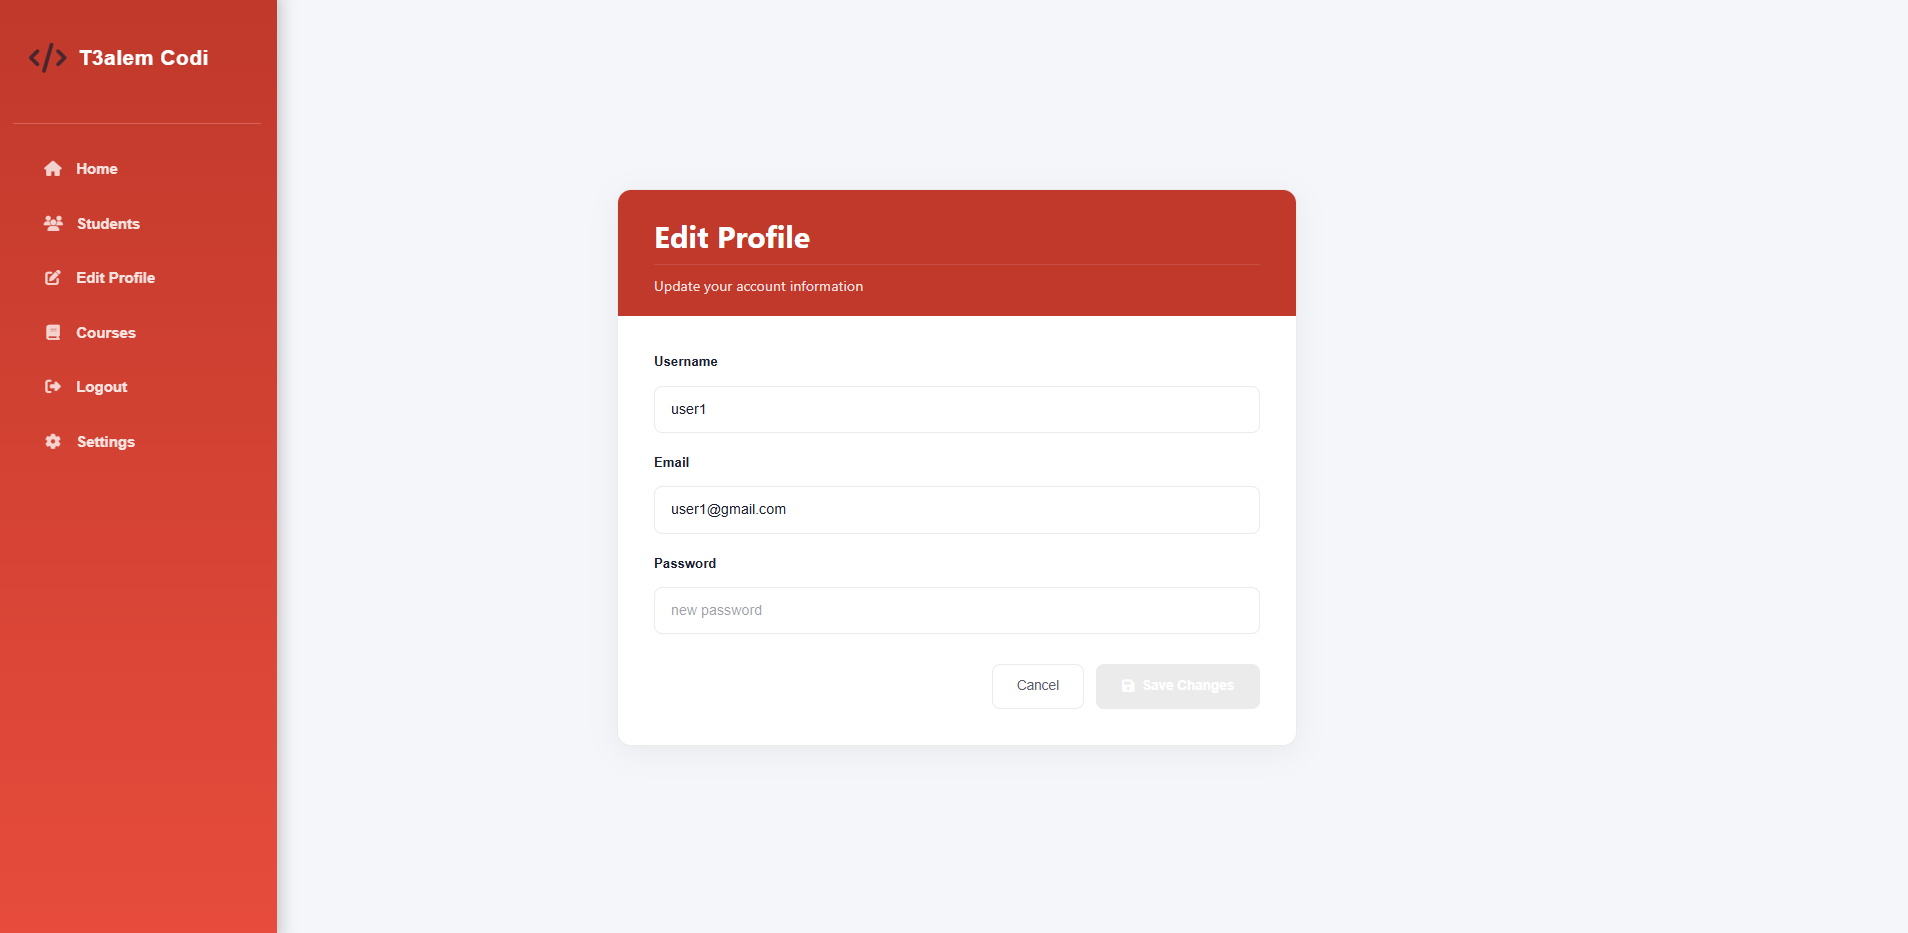 T3alem Codi
Home
Students
Edit Profile
Courses
Logout
Settings
Edit Profile
Update your account information
Username
user1
Email
user1@gmail.com
Password
new password
Cancel
Save Changes